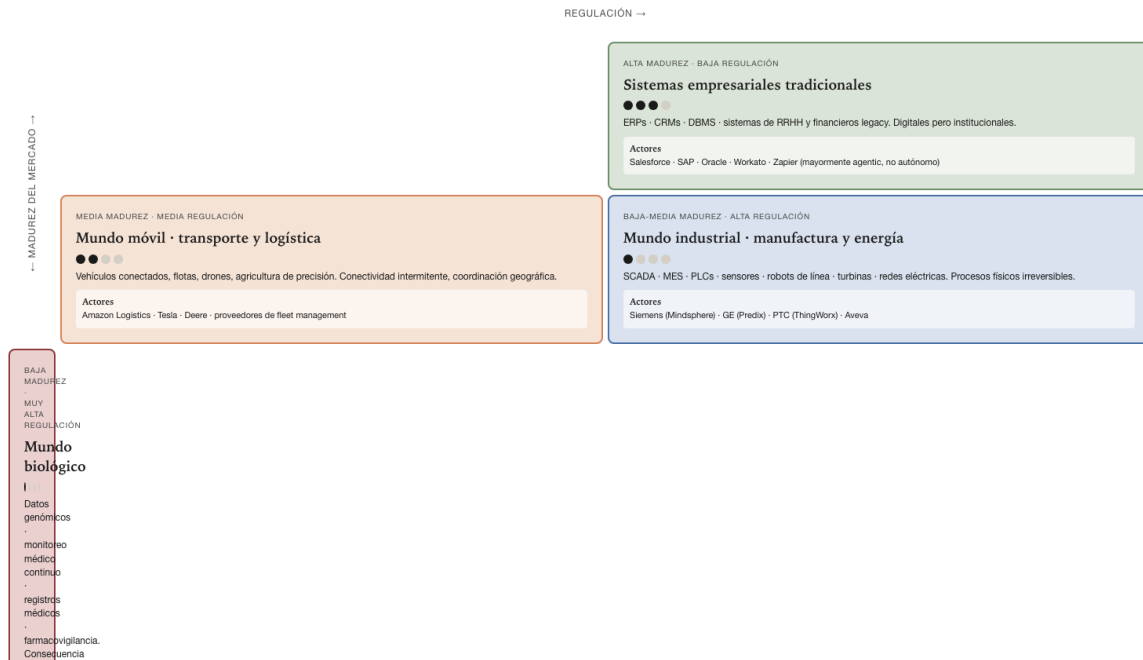 REGULACIÓN →
← MADUREZ DEL MERCADO →
ALTA MADUREZ · BAJA REGULACIÓN
Sistemas empresariales tradicionales
ERPs · CRMs · DBMS · sistemas de RRHH y financieros legacy. Digitales pero institucionales.
Actores
Salesforce · SAP · Oracle · Workato · Zapier (mayormente agentic, no autónomo)
MEDIA MADUREZ · MEDIA REGULACIÓN
Mundo móvil · transporte y logística
Vehículos conectados, flotas, drones, agricultura de precisión. Conectividad intermitente, coordinación geográfica.
Actores
Amazon Logistics · Tesla · Deere · proveedores de fleet management
BAJA-MEDIA MADUREZ · ALTA REGULACIÓN
Mundo industrial · manufactura y energía
SCADA · MES · PLCs · sensores · robots de línea · turbinas · redes eléctricas. Procesos físicos irreversibles.
Actores
Siemens (Mindsphere) · GE (Predix) · PTC (ThingWorx) · Aveva
BAJA
MADUREZ
·
MUY
ALTA
REGULACIÓN
Mundo
biológico
Datos
genómicos
·
monitoreo
médico
continuo
·
registros
médicos
·
farmacovigilancia.
Consecuencia